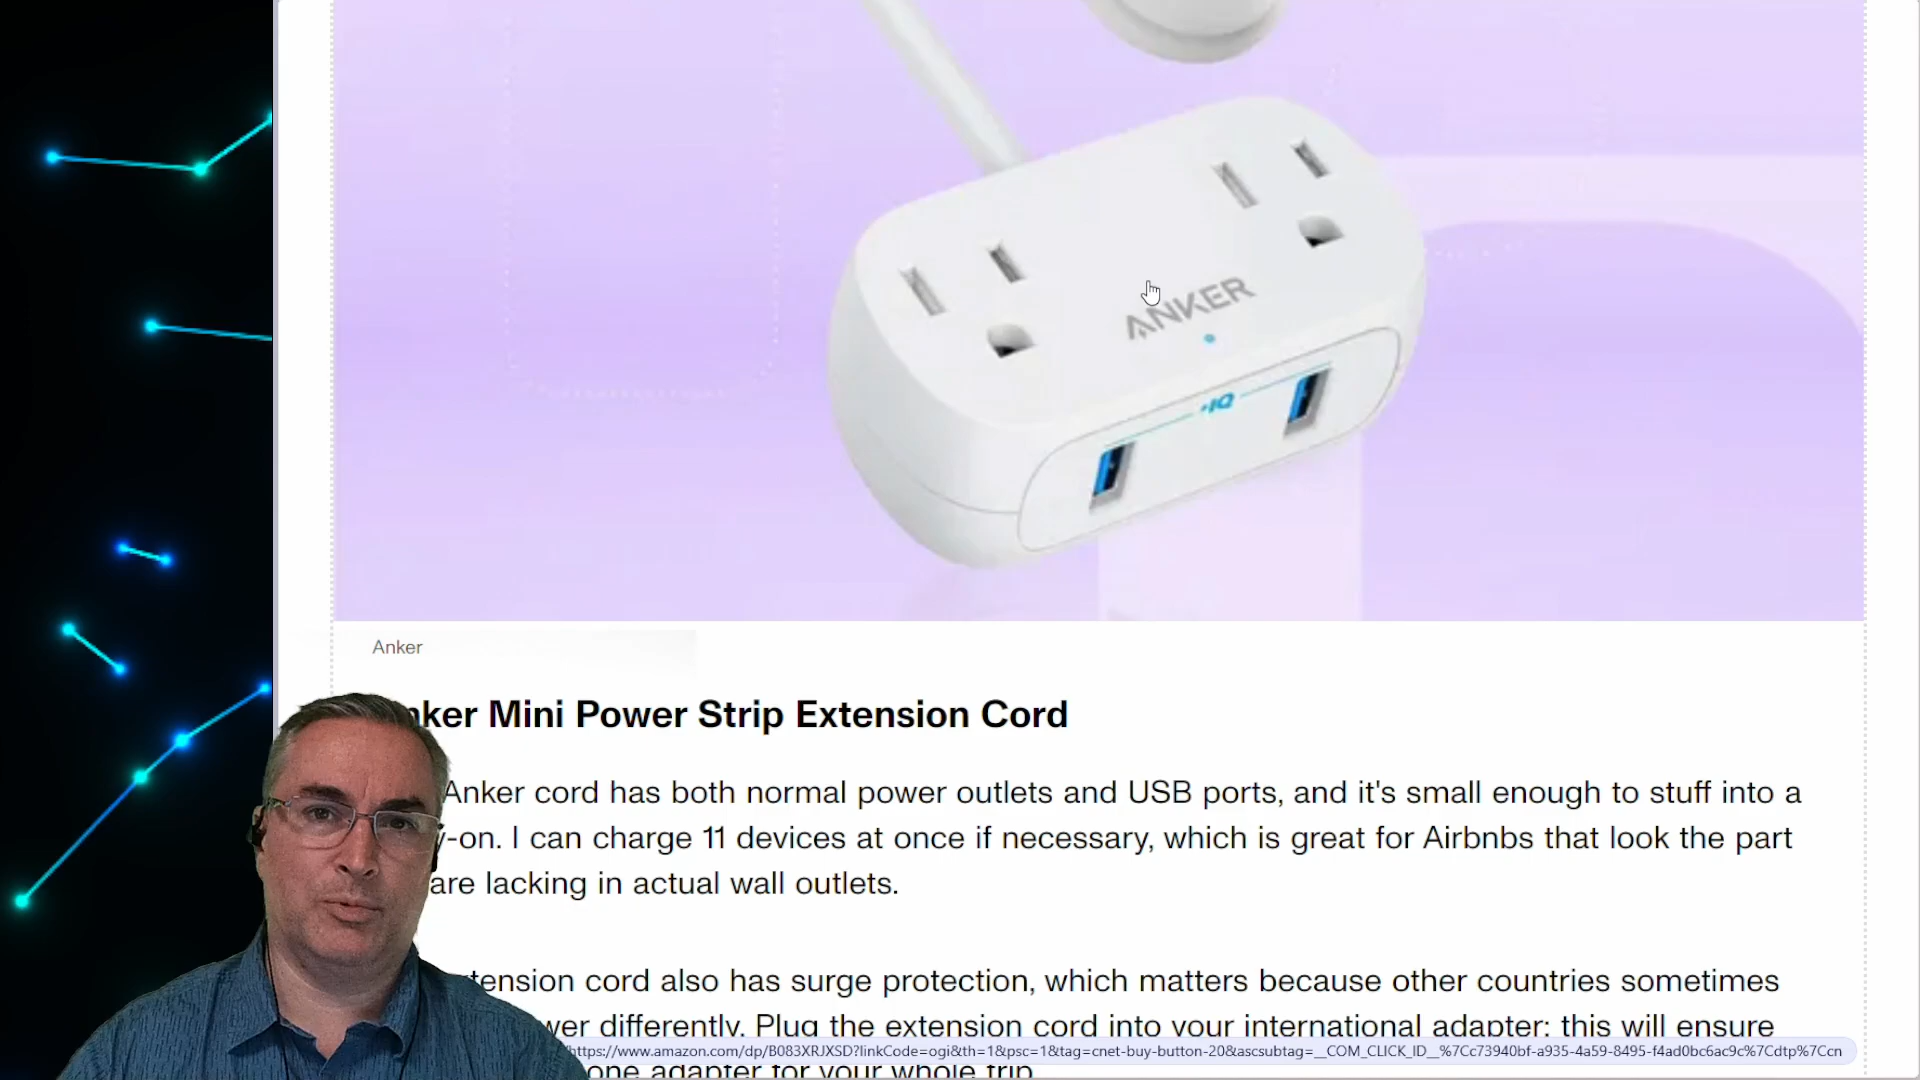 ANKER
IQ
Anker
nker Mini Power Strip Extension Cord
Anker cord has both normal power outlets and USB ports, and it's small enough to stuff into a
y-on. I can charge 11 devices at once if necessary, which is great for Airbnbs that look the part
are lacking in actual wall outlets.
xtension cord also has surge protection, which matters because other countries sometimes
wer differently. Plug the extension cord into your international adapter; this will ensure
https://www.amazon.com/dp/B083XRJXSD?linkCode=ogi&th=1&psc=1&tag=cnet-buy-button-20&ascsubtag=__COM_CLICK_ID__%7Cc73940bf-a935-4a59-8495-f4ad0bc6ac9c%7Cdtp%7Ccn
one adapter for your whole trip